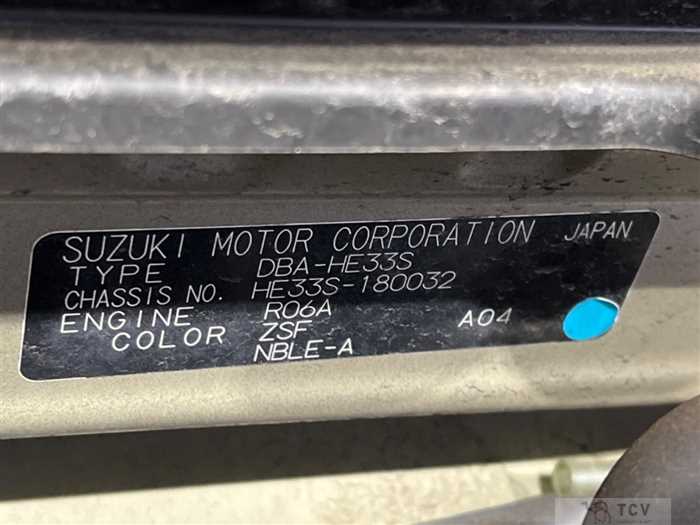 SUZUKI MOTOR CORPORATION JAPAN
TYPE DBA-HE33S
CHASSIS NO. HE33S-180032
ENGINE R06A A04
COLOR ZSF
NBLE-A
TCV